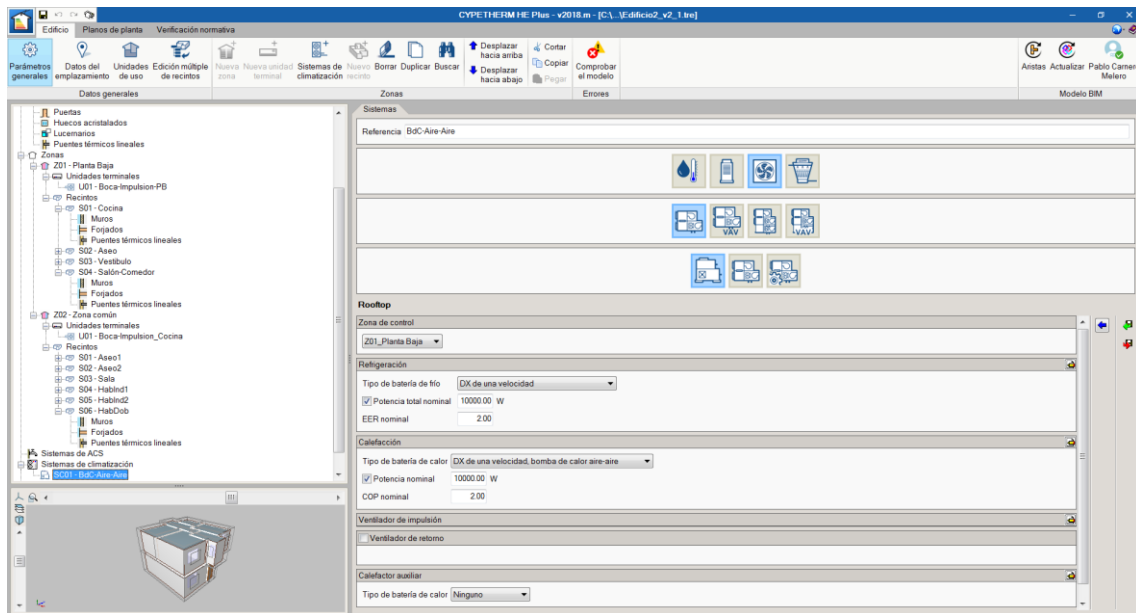 CYPETHERM HE Plus - v2018.m - [C:\...\Edificio2_v2_1.tre]
Edificio Planos de planta Verificación normativa
Parámetros generales
Datos del emplazamiento
Unidades de uso
Edición múltiple de recintos
Nueva zona
Nueva unidad terminal
Sistemas de climatización
Nuevo recinto
Borrar
Duplicar
Buscar
Desplazar hacia arriba
Desplazar hacia abajo
Cortar
Copiar
Pegar
Comprobar el modelo
Aristas
Actualizar
Pablo Carnero Melero
Datos generales Zonas Errores Modelo BIM
Puertas
Huecos acristalados
Lucernarios
Puentes térmicos lineales
Zonas
Z01 - Planta Baja
Unidades terminales
U01 - Boca-Impulsion-PB
Recintos
S01 - Cocina
Muros
Forjados
Puentes térmicos lineales
S02 - Aseo
S03 - Vestibulo
S04 - Salón-Comedor
Muros
Forjados
Puentes térmicos lineales
Z02 - Zona común
Unidades terminales
U01 - Boca-Impulsion_Cocina
Recintos
S01 - Aseo1
S02 - Aseo2
S03 - Sala
S04 - HabInd1
S05 - HabInd2
S06 - HabDob
Muros
Forjados
Puentes térmicos lineales
Sistemas de ACS
Sistemas de climatización
SC01 - BdC-Aire-Aire
Sistemas
Referencia BdC-Aire-Aire
VAV VAV
Rooftop
Zona de control
Z01_Planta Baja
Refrigeración
Tipo de batería de frío DX de una velocidad
Potencia total nominal 10000.00 W
EER nominal 2.00
Calefacción
Tipo de batería de calor DX de una velocidad, bomba de calor aire-aire
Potencia nominal 10000.00 W
COP nominal 2.00
Ventilador de impulsión
Ventilador de retorno
Calefactor auxiliar
Tipo de batería de calor Ninguno